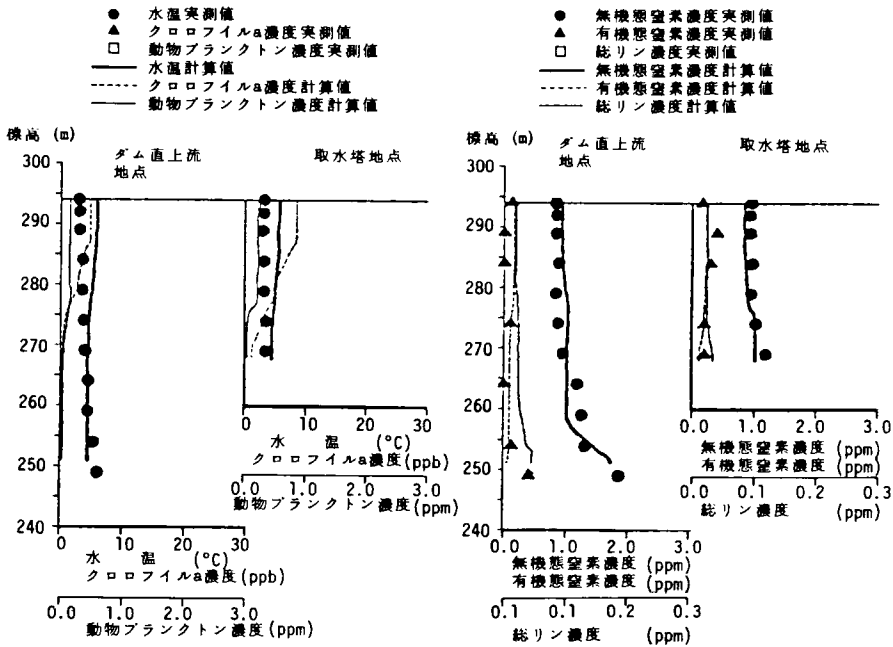 水温実測値
クロロフイルa濃度実測値
動物プランクトン濃度実測値
水温計算値
クロロフイルa濃度計算値
動物プランクトン濃度計算値
標高 (m)
ダム直上流
地点
取水塔地点
300
290
280
270
260
250
240
0 10 20 30
水 温 (°C)
クロロフイルa濃度(ppb)
0.0 1.0 2.0 3.0
動物プランクトン濃度(ppm)
0 10 20 30
水 温 (°C)
クロロフイルa濃度(ppb)
0.0 1.0 2.0 3.0
動物プランクトン濃度(ppm)
無機態窒素濃度実測値
有機態窒素濃度実測値
総リン濃度実測値
無機態窒素濃度計算値
有機態窒素濃度計算値
総リン濃度計算値
標高 (m)
ダム直上流
地点
取水塔地点
300
290
280
270
260
250
240
0.0 1.0 2.0 3.0
無機態窒素濃度 (ppm)
有機態窒素濃度 (ppm)
0.0 0.1 0.2 0.3
総リン濃度 (ppm)
0.0 1.0 2.0 3.0
無機態窒素濃度 (ppm)
有機態窒素濃度 (ppm)
0.1 0.1 0.2 0.3
総リン濃度 (ppm)